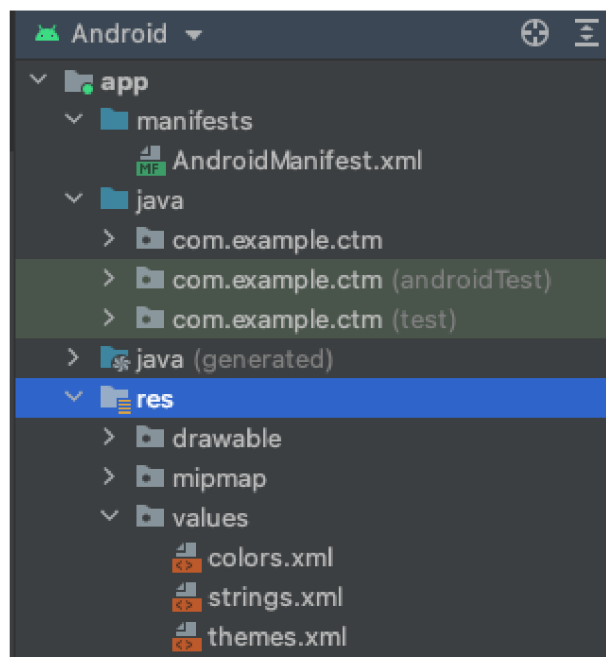 Android
app
manifests
AndroidManifest.xml
java
com.example.ctm
com.example.ctm (androidTest)
com.example.ctm (test)
java (generated)
res
drawable
mipmap
values
colors.xml
strings.xml
themes.xml